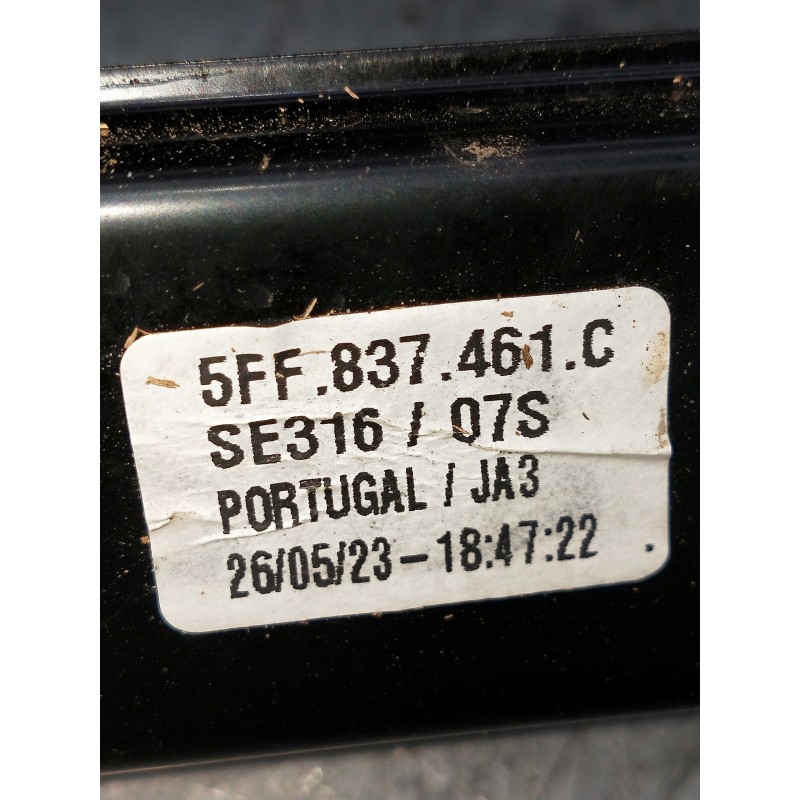 5FF.837.461.C
SE316 / 07S
PORTUGAL / JA3
26/05/23-18:47:22 .